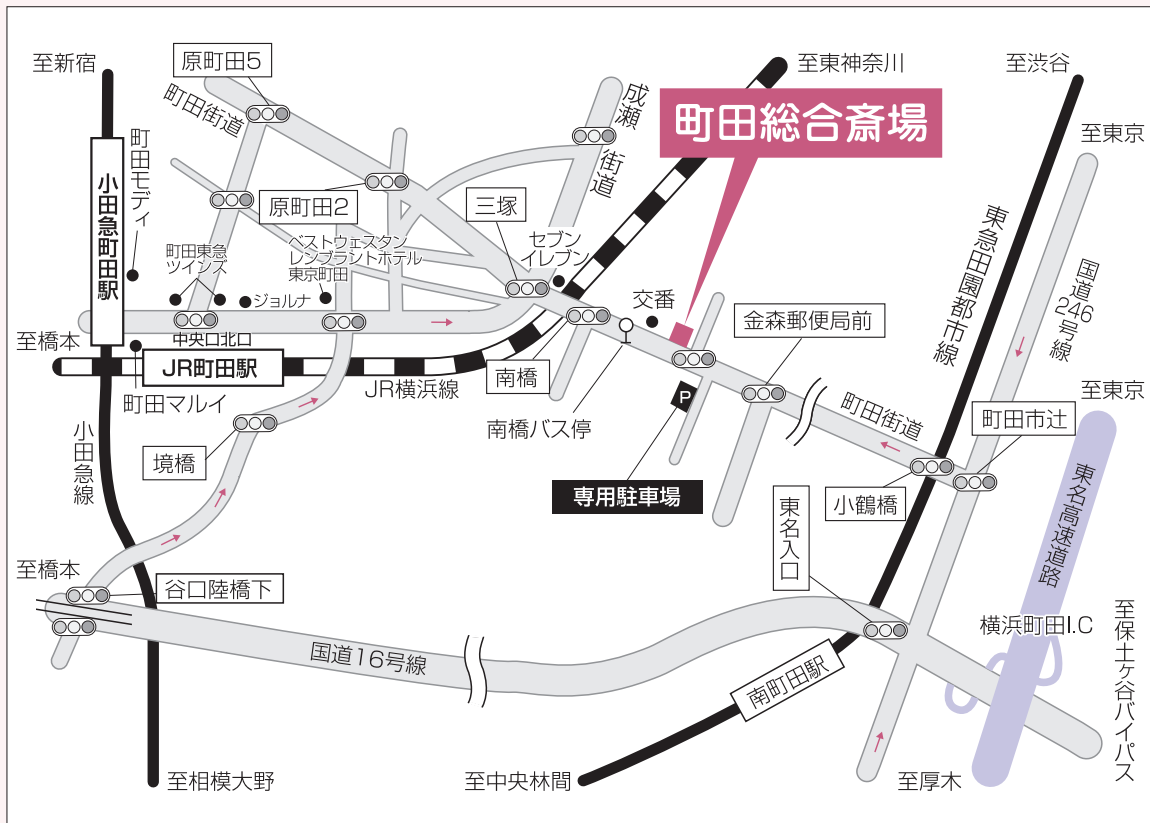 至新宿
原町田5
町田街道
成瀬街道
至東神奈川
至渋谷
至東京
町田総合斎場
町田モディ
小田急町田駅
原町田2
三塚
町田東急
ツインズ
ジョルナ
ベストウェスタン
レンブラントホテル
東京町田
セブン
イレブン
交番
金森郵便局前
東急田園都市線
国道246号線
至橋本
中央口北口
JR町田駅
JR横浜線
南橋
町田マルイ
南橋バス停
P
町田街道
町田市辻
至東京
小田急線
境橋
専用駐車場
小鶴橋
東名入口
東名高速道路
至橋本
谷口陸橋下
国道16号線
横浜町田I.C
至保土ヶ谷バイパス
南町田駅
至相模大野
至中央林間
至厚木